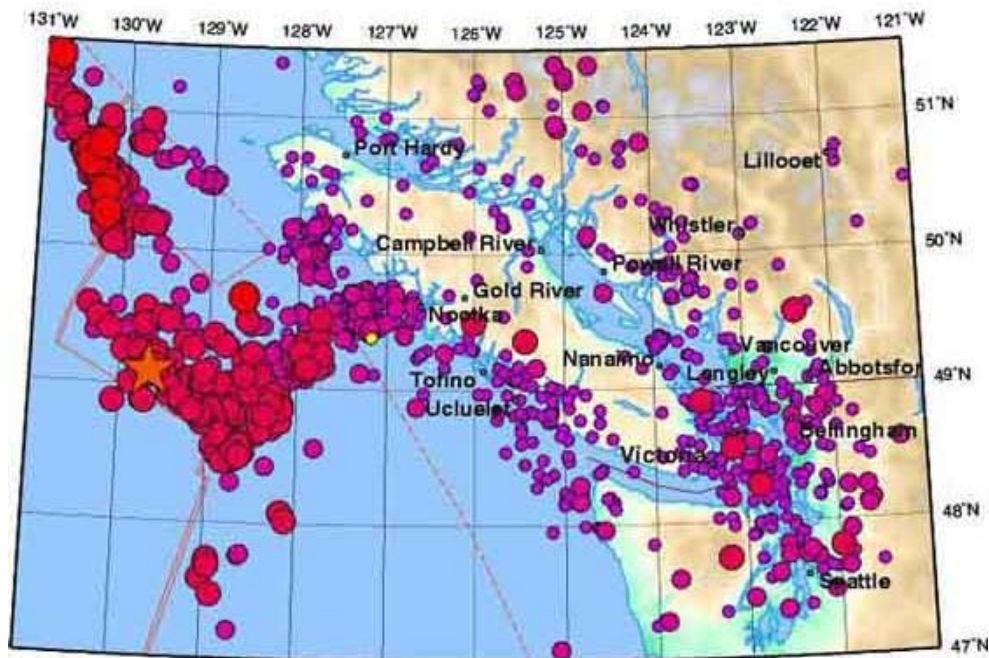 131°W 130°W 129°W 128°W 127°W 126°W 125°W 124°W 123°W 122°W 121°W
51°N
Port Hardy
Lillooet
Whistler
50°N
Campbell River
Powell River
Gold River
Nootka
Vancouver
Nanaimo
Abbotsfor
Langley
49°N
Tofino
Ucluelet
Bellingham
Victoria
48°N
Seattle
47°N